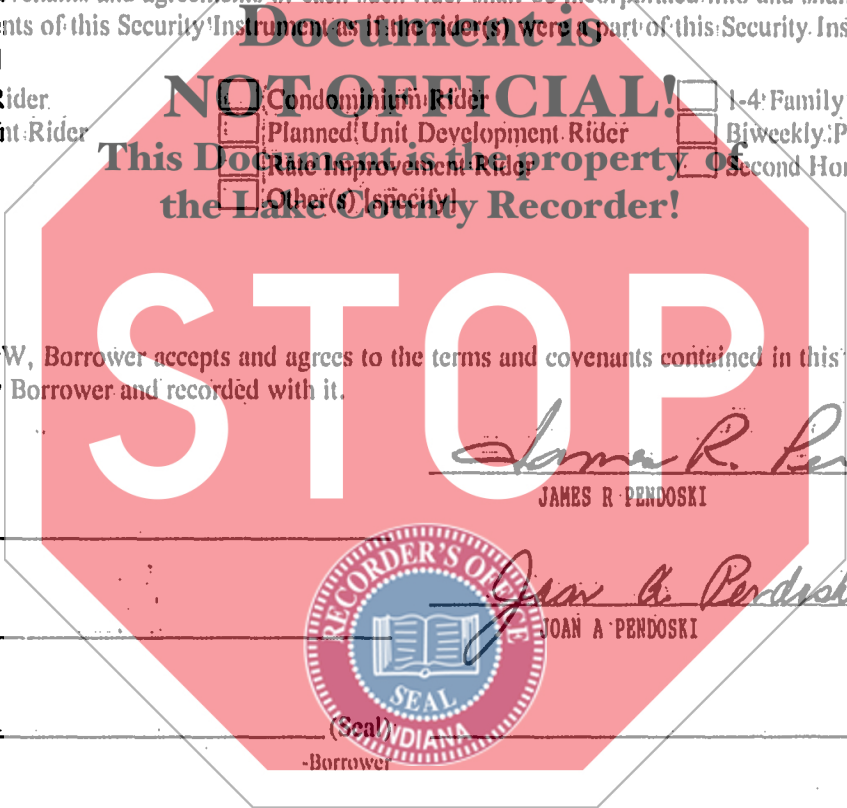 nts of this Security Instrument as if the rider(s) were a part of this Security Ins
Document is
NOT OFFICIAL!
This Document is the property of
the Lake County Recorder!
Rider
Condominium Rider
1-4 Family
nt Rider
Planned Unit Development Rider
Biweekly P
Rate Improvement Rider
Second Hom
Other(s) [specify]
STOP
W, Borrower accepts and agrees to the terms and covenants contained in this
Borrower and recorded with it.
James R. Pen
JAMES R PENDOSKI
Joan A. Pendosk
JOAN A PENDOSKI
RECORDER'S OFFICE
SEAL
INDIANA
(Seal)
-Borrower